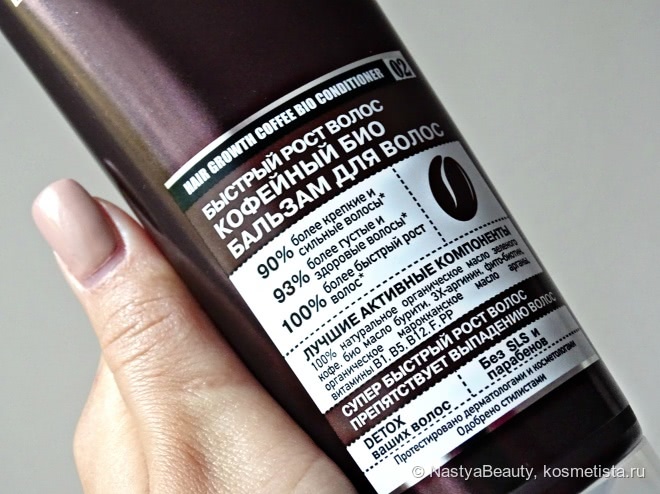 HAIR GROWTH COFFEE BIO CONDITIONER 02
БЫСТРЫЙ РОСТ ВОЛОС
КОФЕЙНЫЙ БИО
БАЛЬЗАМ ДЛЯ ВОЛОС
90% более крепкие и
сильные волосы*
93% более густые и
здоровые волосы*
100% более быстрый рост
волос*
ЛУЧШИЕ АКТИВНЫЕ КОМПОНЕНТЫ
100% натуральное органическое масло зеленого
кофе, био масло бурити, 3X-аргинин, фито-биотин,
органическое марокканское масло арганы,
витамины B1, B5, B12, F, PP
СУПЕР БЫСТРЫЙ РОСТ ВОЛОС
ПРЕПЯТСТВУЕТ ВЫПАДЕНИЮ ВОЛОС
DETOX
ваших волос
Без SLS и
парабенов
Протестировано дерматологами и косметологами
Одобрено стилистами
© NastyaBeauty, kosmetista.ru